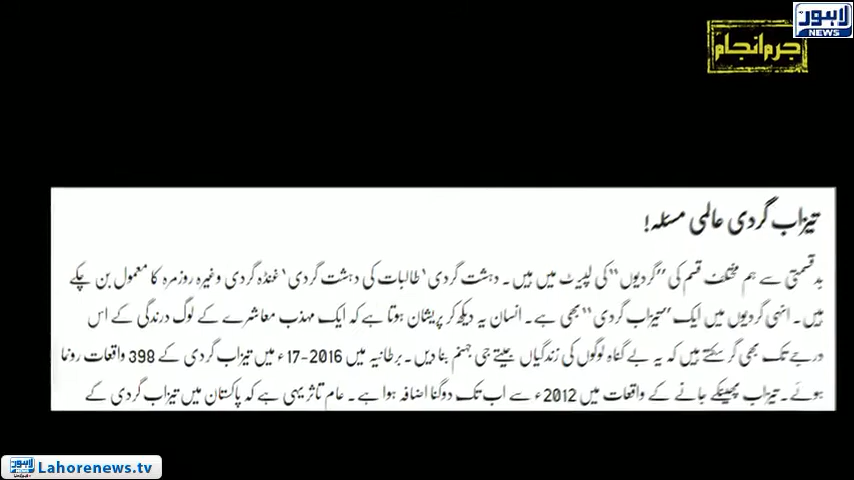 لاہور
NEWS
جرم انجام
تیزاب گردی عالمی مسئلہ!
بدقسمتی سے ہم مختلف قسم کی ’’گردیوں‘‘ کی لپیٹ میں ہیں۔ دہشت گردی‘ طالبات کی دہشت گردی‘ غنڈہ گردی وغیرہ روزمرہ کا معمول بن چکے
ہیں۔ انہی گردیوں میں ایک ’’تیزاب گردی‘‘ بھی ہے۔ انسان یہ دیکھ کر پریشان ہوتا ہے کہ ایک مہذب معاشرے کے لوگ درندگی کے اس
درجے تک بھی گر سکتے ہیں کہ یہ بے گناہ لوگوں کی زندگیاں جیتے جی جہنم بنا دیں۔ برطانیہ میں 2016-17ء میں تیزاب گردی کے 398 واقعات رونما
ہوئے۔ تیزاب پھینکے جانے کے واقعات میں 2012ء سے اب تک دوگنا اضافہ ہوا ہے۔ عام تاثر یہی ہے کہ پاکستان میں تیزاب گردی کے
لاہور
Lahorenews.tv